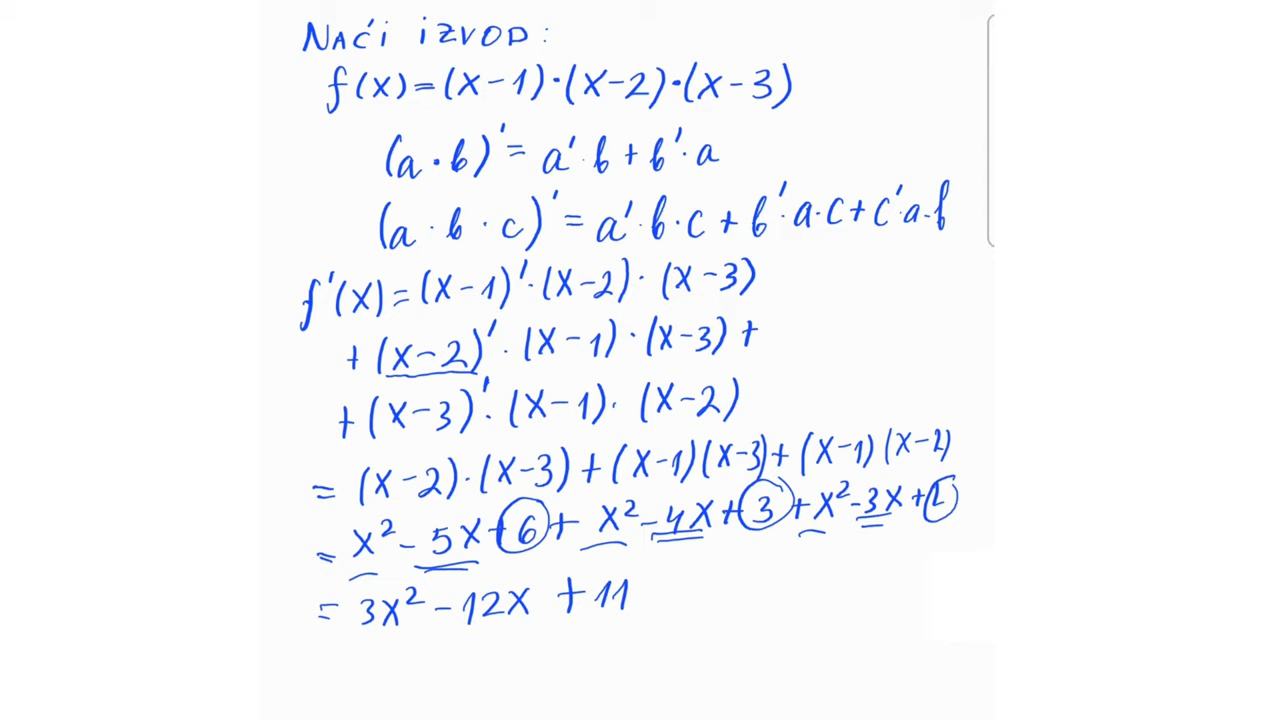 NAĆI IZVOD:
f(x)=(x-1)·(x-2)·(x-3)
(a·b)'=a'·b+b'·a
(a·b·c)'=a'·b·c+b'·a·c+c'·a·b
f'(x)=(x-1)'·(x-2)·(x-3)
+(x-2)'·(x-1)·(x-3)+
+(x-3)'·(x-1)·(x-2)
=(x-2)·(x-3)+(x-1)(x-3)+(x-1)(x-2)
=x²-5x+6+x²-4x+3+x²-3x+2
=3x²-12x+11